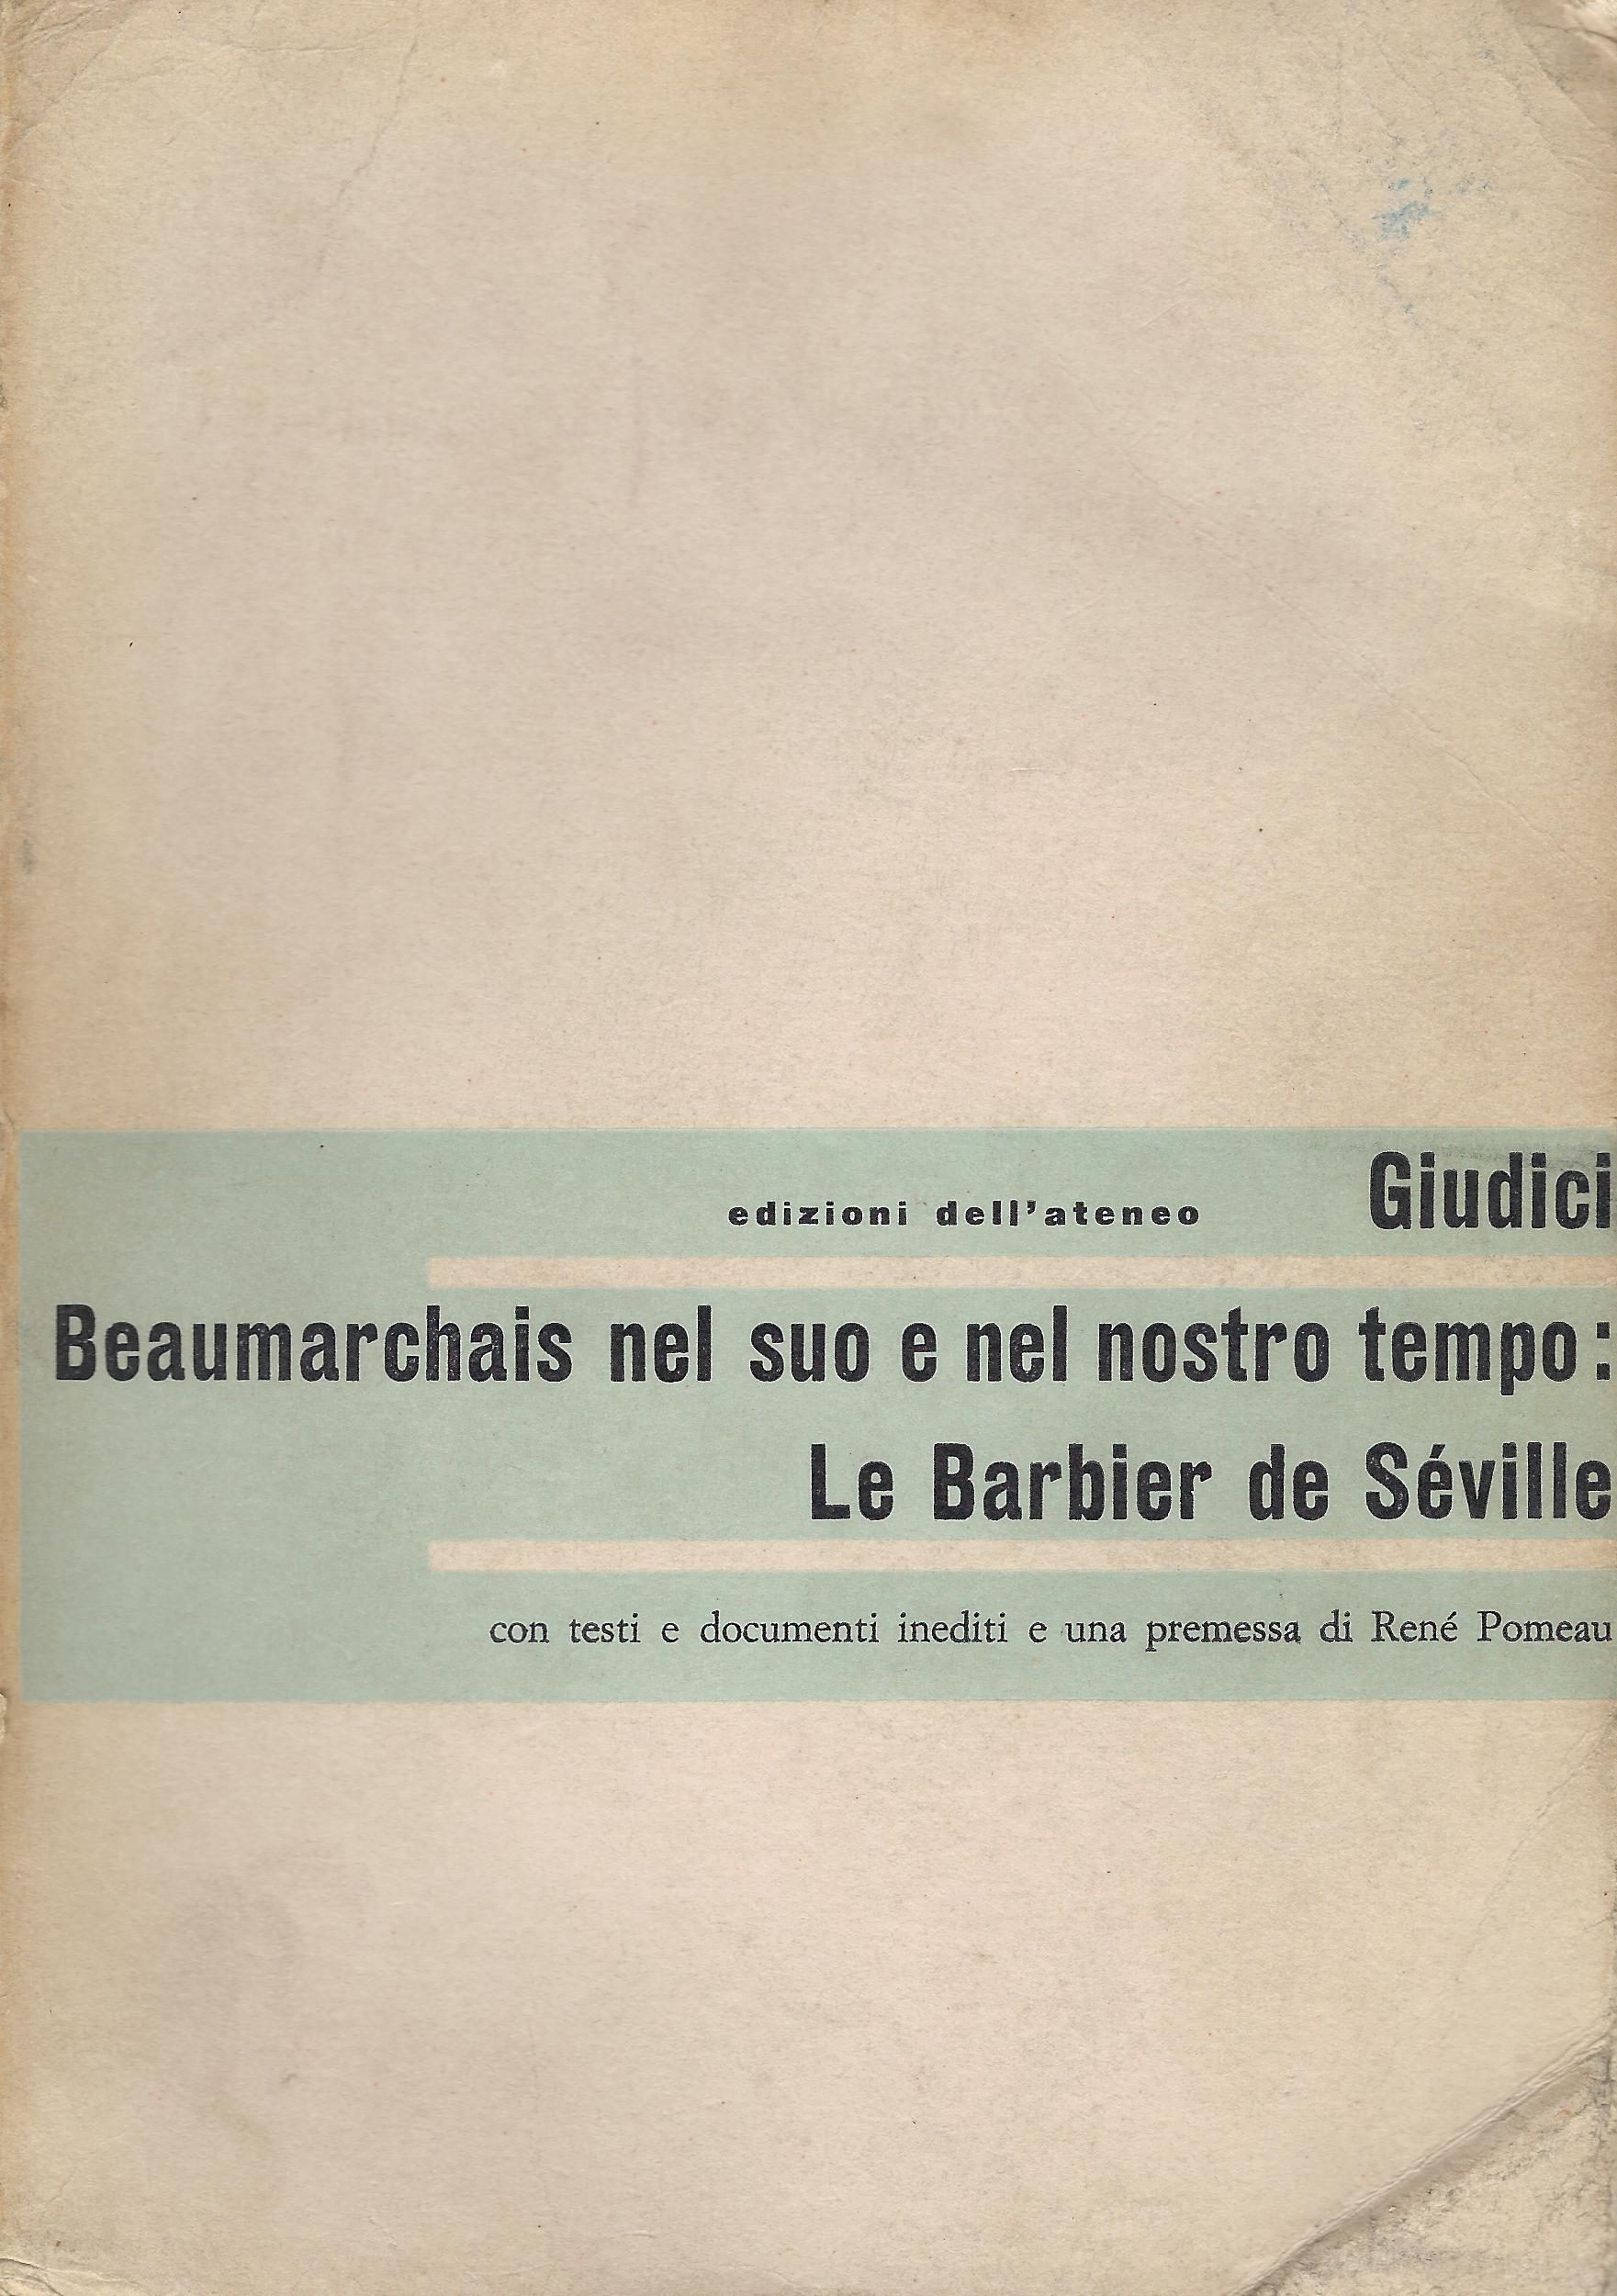 edizioni dell'ateneo Giudici
Beaumarchais nel suo e nel nostro tempo:
Le Barbier de Séville
con testi e documenti inediti e una premessa di René Pomeau